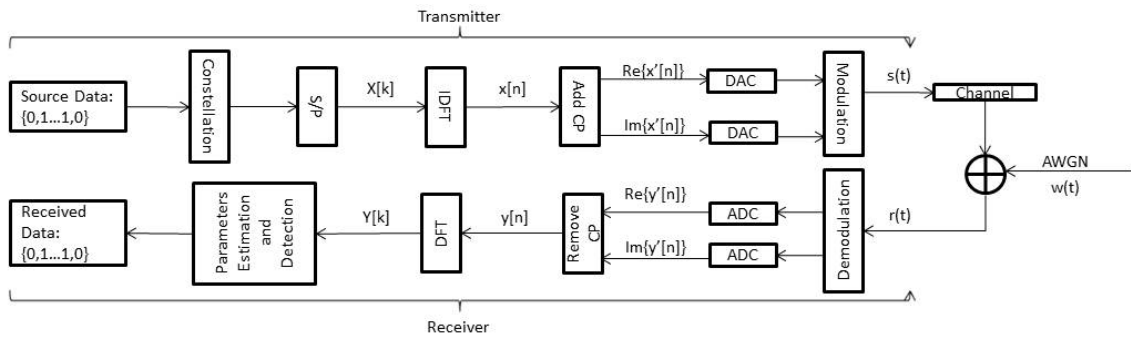 Transmitter
Source Data:
{0,1...1,0}
Constellation
S/P
X[k]
IDFT
x[n]
Add CP
Re{x'[n]}
DAC
Im{x'[n]}
DAC
Modulation
s(t)
Channel
AWGN
w(t)
Received
Data:
{0,1...1,0}
Parameters
Estimation
and
Detection
Y[k]
DFT
y[n]
Remove
CP
Re{y'[n]}
ADC
Im{y'[n]}
ADC
Demodulation
r(t)
Receiver